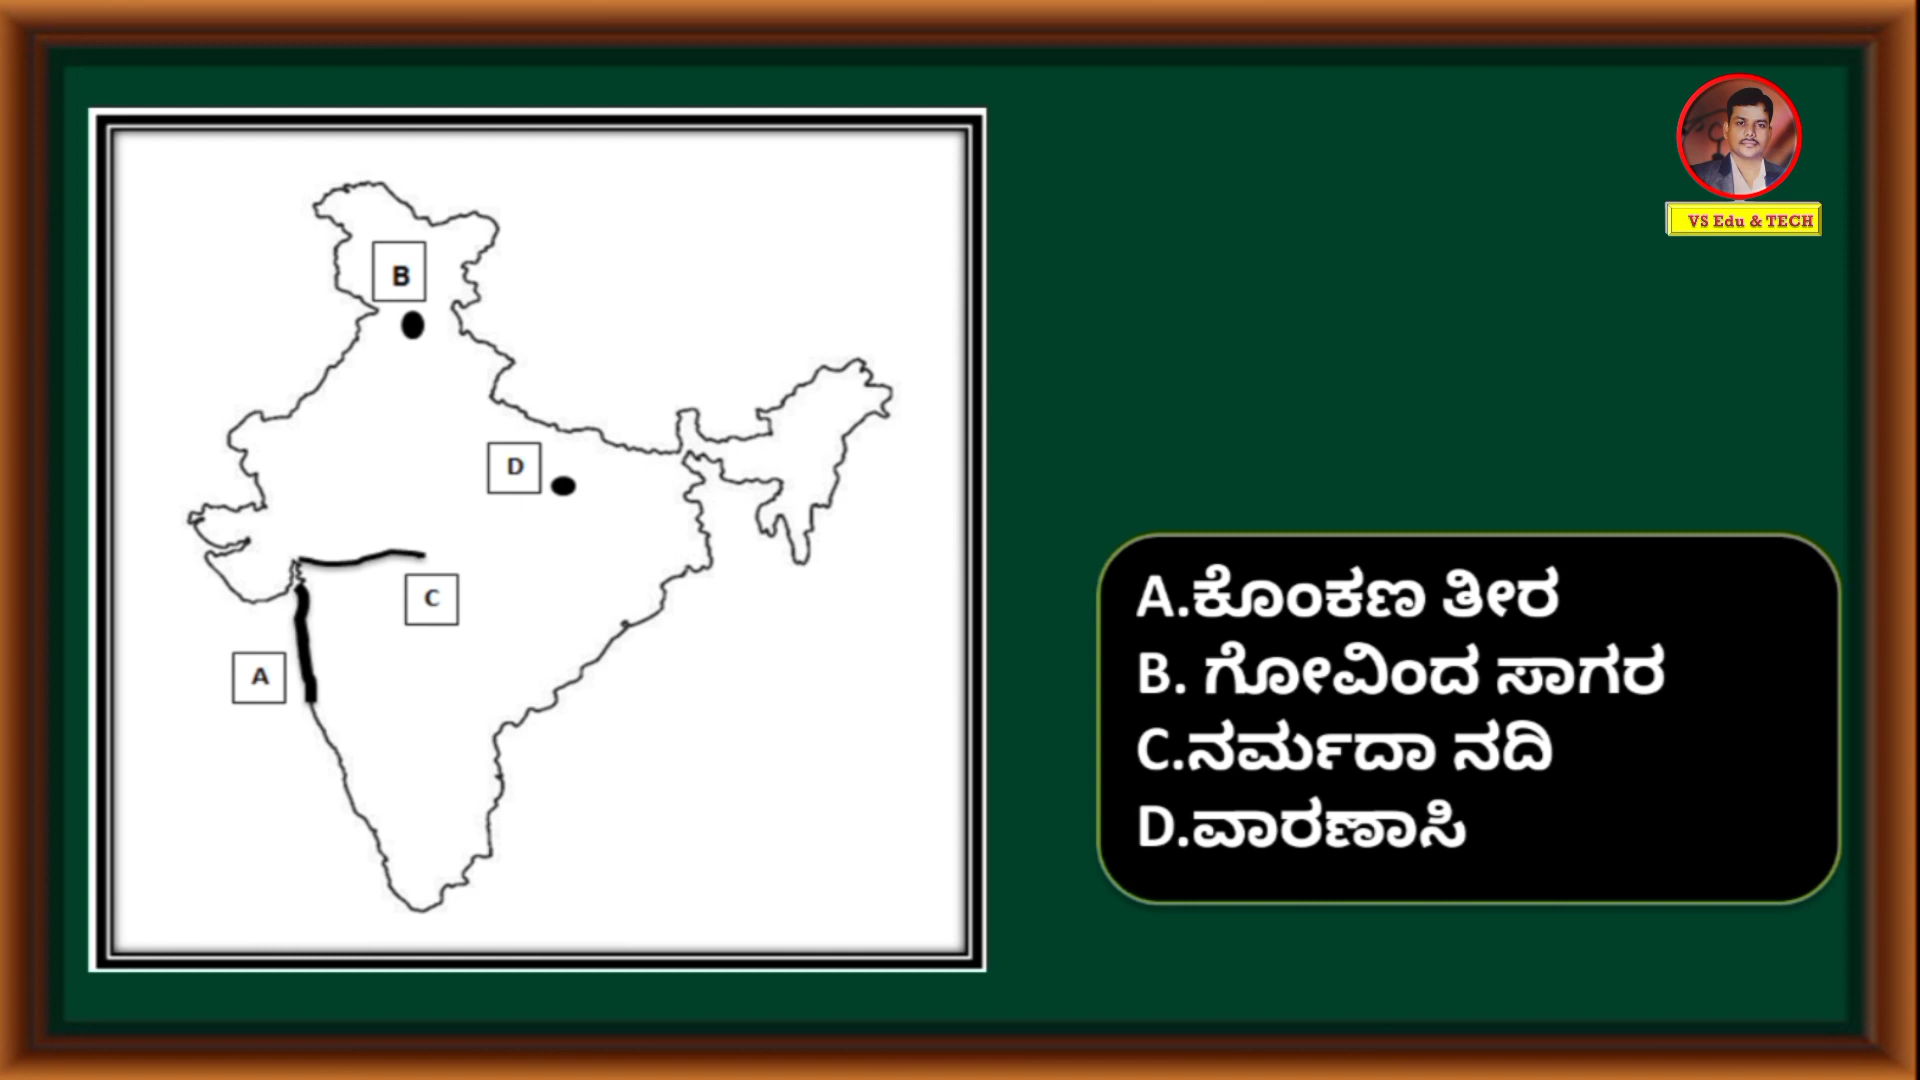 B
D
C
A
VS Edu & TECH
A.ಕೊಂಕಣ ತೀರ
B. ಗೋವಿಂದ ಸಾಗರ
C.ನರ್ಮದಾ ನದಿ
D.ವಾರಣಾಸಿ